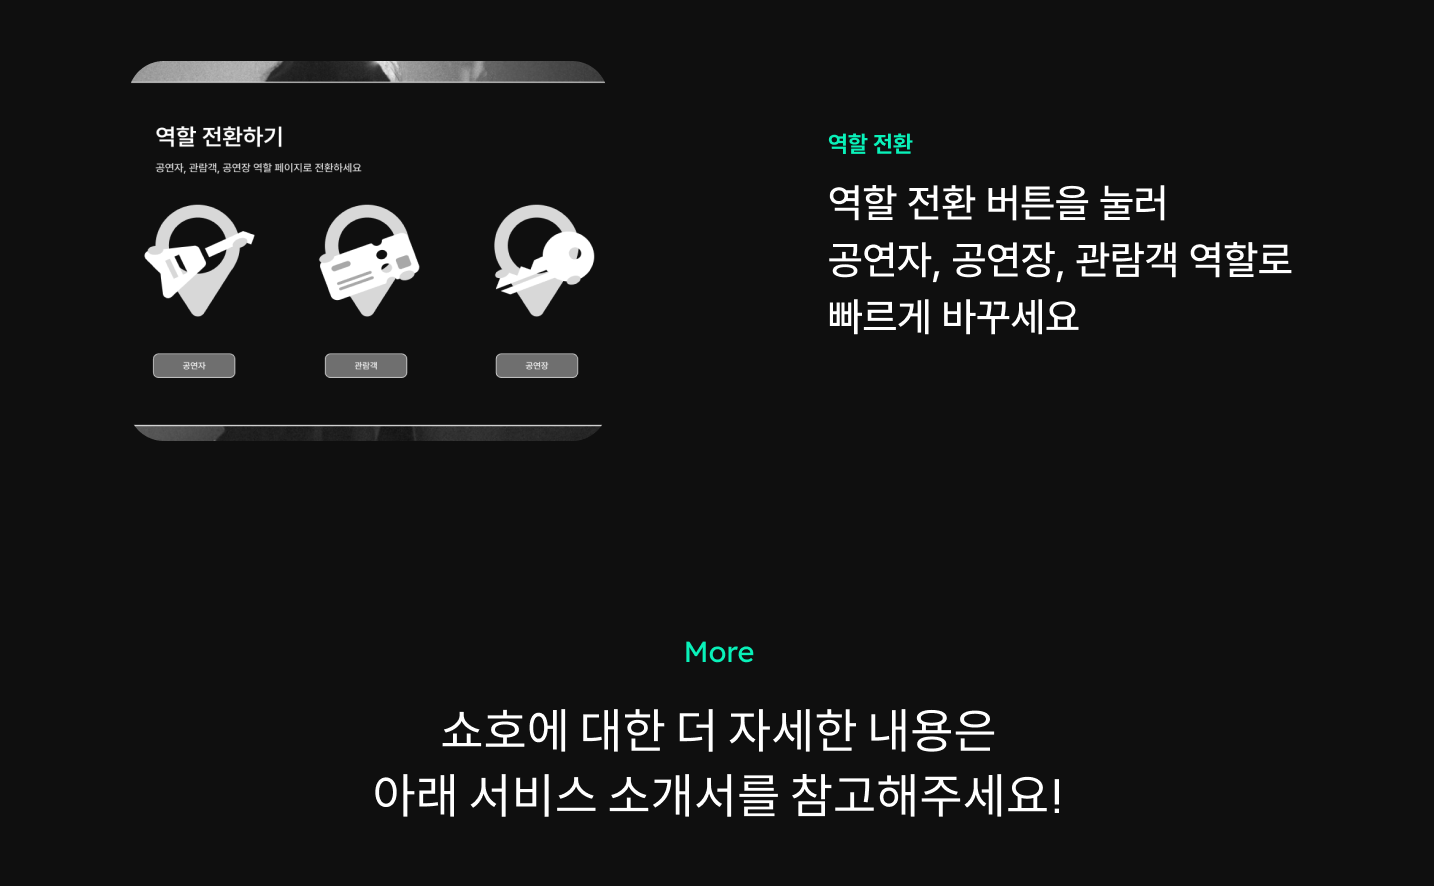 역할 전환하기
공연자, 관람객, 공연장 역할 페이지로 전환하세요
공연자
관람객
공연장
역할 전환
역할 전환 버튼을 눌러
공연자, 공연장, 관람객 역할로
빠르게 바꾸세요
More
쇼호에 대한 더 자세한 내용은
아래 서비스 소개서를 참고해주세요!